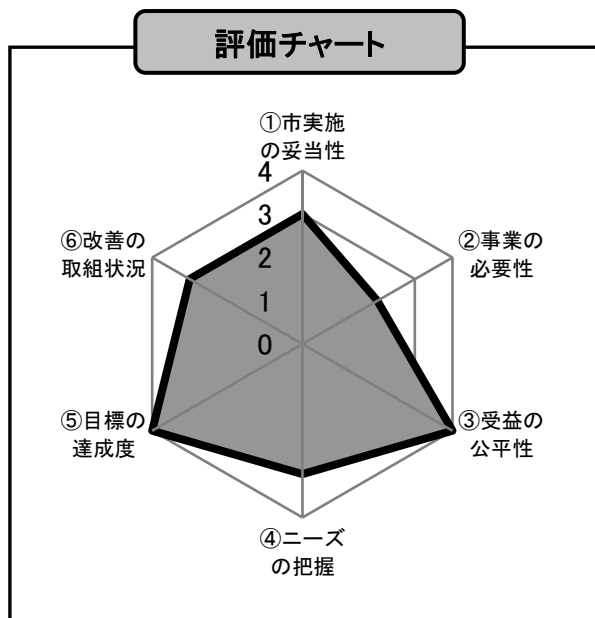 評価チャート
①市実施
の妥当性
4
3
2
1
0
②事業の
必要性
③受益の
公平性
④ニーズ
の把握
⑤目標の
達成度
⑥改善の
取組状況